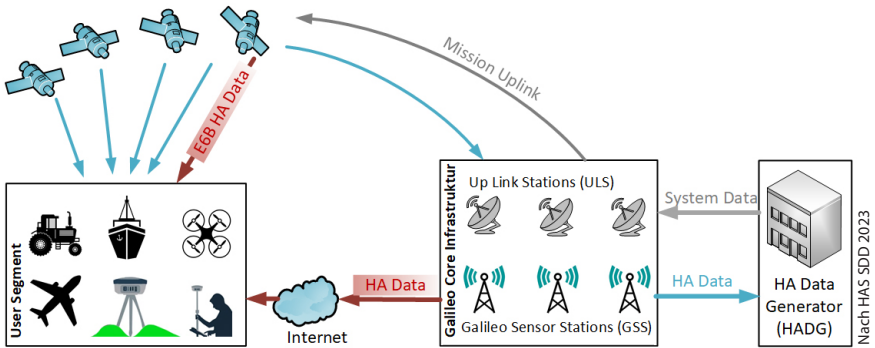 Mission Uplink
E6B HA Data
User Segment
Galileo Core Infrastruktur
Up Link Stations (ULS)
System Data
HA Data
HA Data
Internet
Galileo Sensor Stations (GSS)
HA Data
Generator
(HADG)
Nach HAS SDD 2023